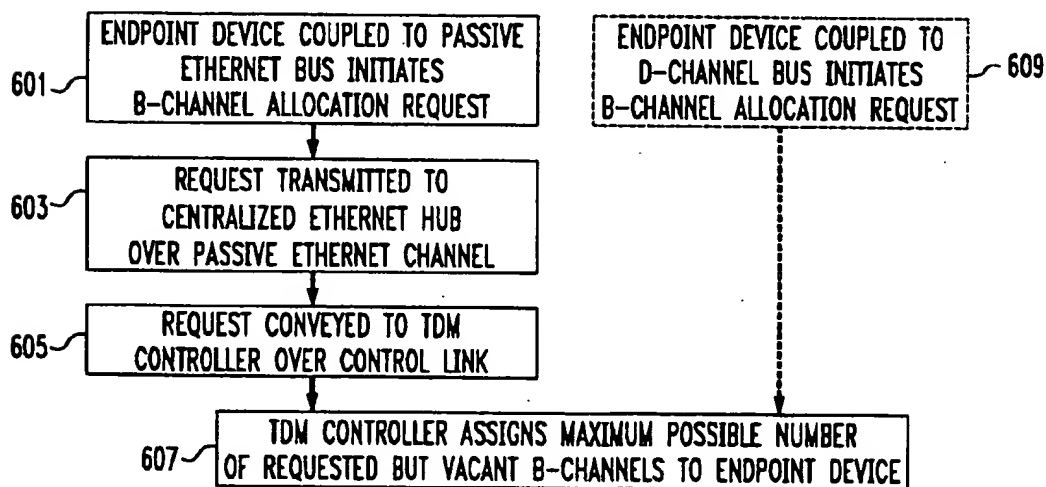 ENDPOINT DEVICE COUPLED TO PASSIVE
ETHERNET BUS INITIATES
B-CHANNEL ALLOCATION REQUEST
601
ENDPOINT DEVICE COUPLED TO
D-CHANNEL BUS INITIATES
B-CHANNEL ALLOCATION REQUEST
609
REQUEST TRANSMITTED TO
CENTRALIZED ETHERNET HUB
OVER PASSIVE ETHERNET CHANNEL
603
REQUEST CONVEYED TO TDM
CONTROLLER OVER CONTROL LINK
605
TDM CONTROLLER ASSIGNS MAXIMUM POSSIBLE NUMBER
OF REQUESTED BUT VACANT B-CHANNELS TO ENDPOINT DEVICE
607